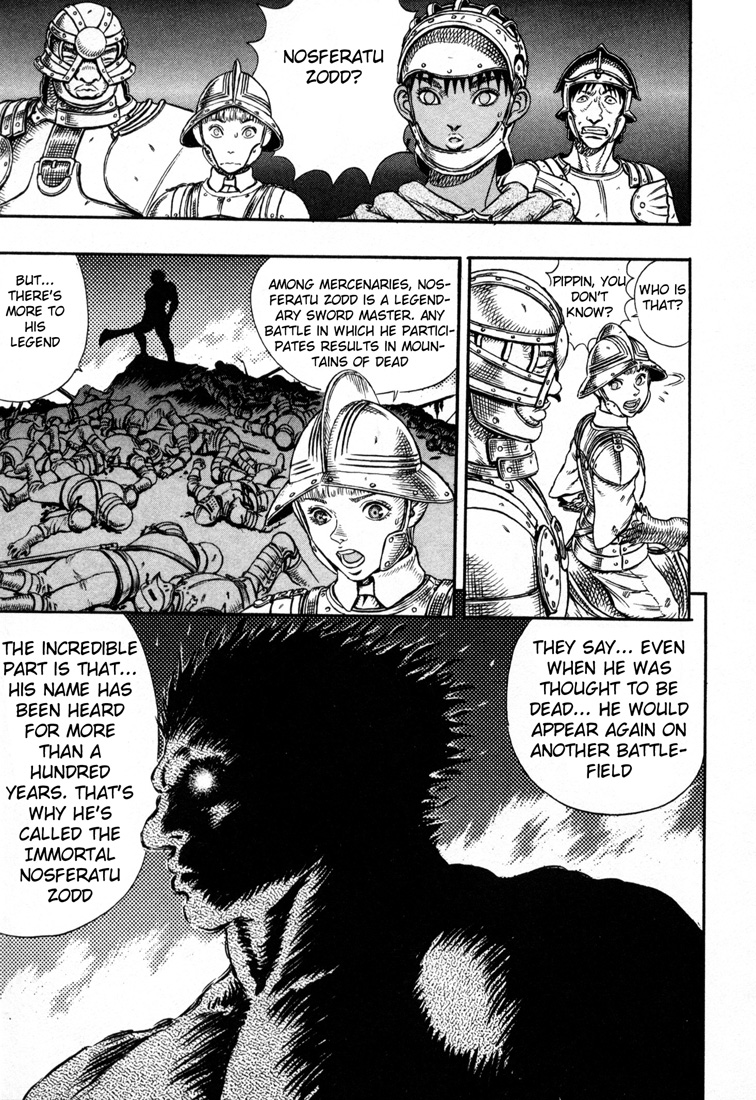 NOSFERATU
ZODD?
WHO IS
THAT?
PIPPIN, YOU
DON'T
KNOW?
AMONG MERCENARIES, NOS-
FERATU ZODD IS A LEGEND-
ARY SWORD MASTER. ANY
BATTLE IN WHICH HE PARTICI-
PATES RESULTS IN MOUN-
TAINS OF DEAD
BUT...
THERE'S
MORE TO
HIS
LEGEND
THEY SAY... EVEN
WHEN HE WAS
THOUGHT TO BE
DEAD... HE WOULD
APPEAR AGAIN ON
ANOTHER BATTLE-
FIELD
THE INCREDIBLE
PART IS THAT...
HIS NAME HAS
BEEN HEARD
FOR MORE
THAN A
HUNDRED
YEARS. THAT'S
WHY HE'S
CALLED THE
IMMORTAL
NOSFERATU
ZODD